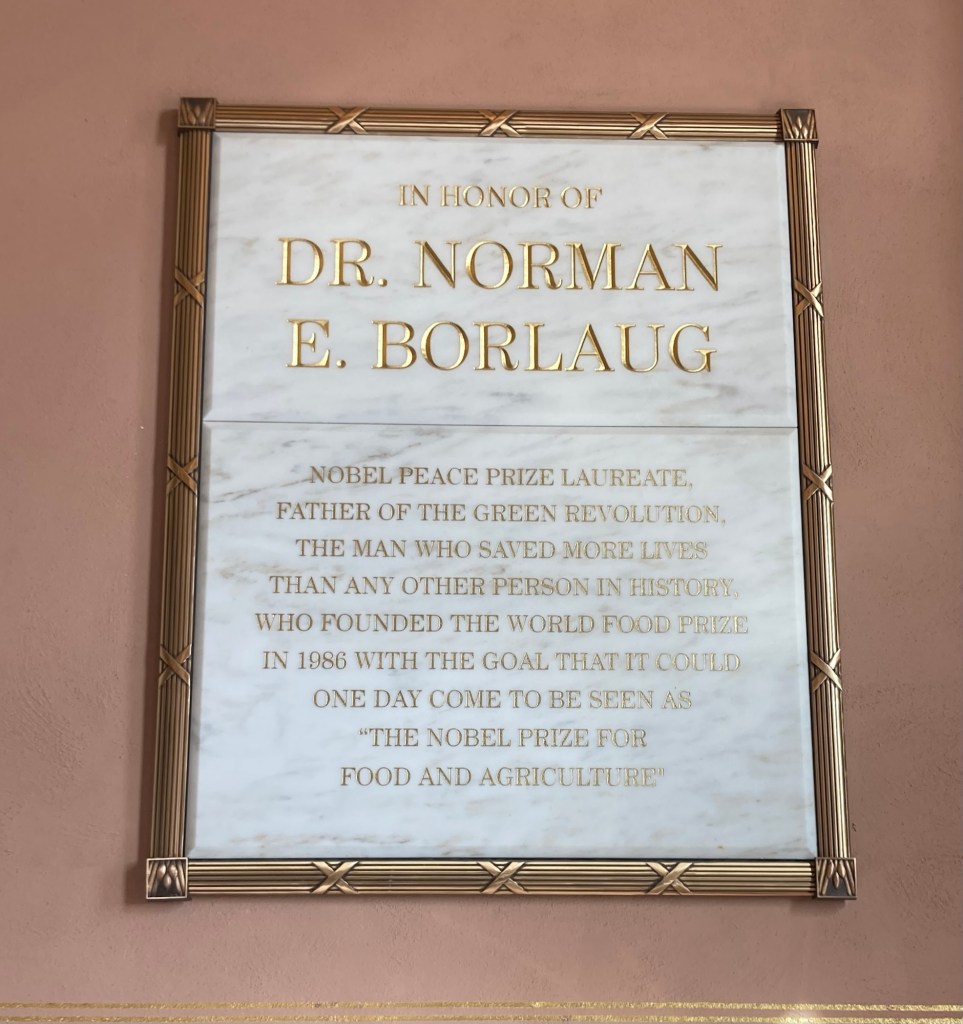 IN HONOR OF
DR. NORMAN
E. BORLAUG
NOBEL PEACE PRIZE LAUREATE,
FATHER OF THE GREEN REVOLUTION,
THE MAN WHO SAVED MORE LIVES
THAN ANY OTHER PERSON IN HISTORY,
WHO FOUNDED THE WORLD FOOD PRIZE
IN 1986 WITH THE GOAL THAT IT COULD
ONE DAY COME TO BE SEEN AS
“THE NOBEL PRIZE FOR
FOOD AND AGRICULTURE"